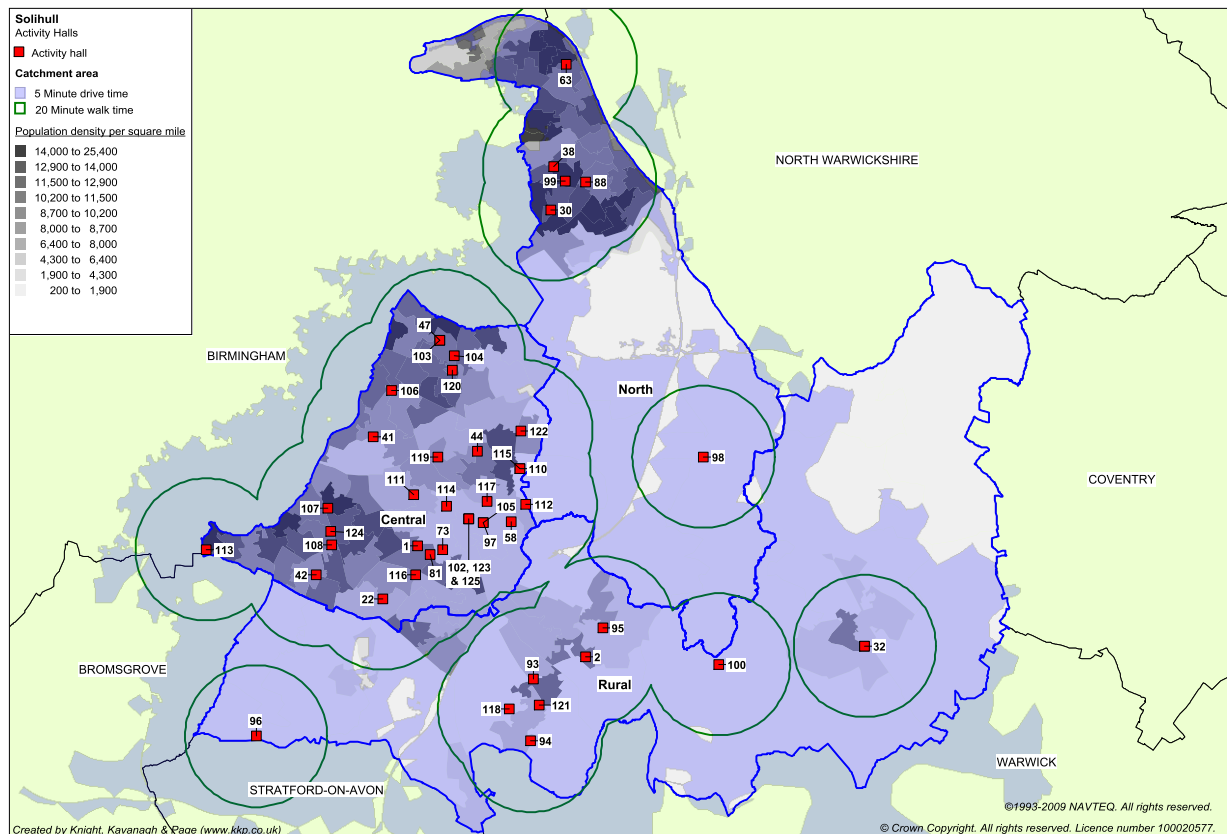 Solihull
Activity Halls
Activity hall
Catchment area
5 Minute drive time
20 Minute walk time
Population density per square mile
14,000 to 25,400
12,900 to 14,000
11,500 to 12,900
10,200 to 11,500
8,700 to 10,200
8,000 to 8,700
6,400 to 8,000
4,300 to 6,400
1,900 to 4,300
200 to 1,900
63
NORTH WARWICKSHIRE
38
99
88
30
47
103
104
BIRMINGHAM
120
106
North
41
44
122
119
115
98
110
COVENTRY
111
114
117
107
105
112
Central
124
73
97
58
113
108
1
102, 123
& 125
81
42
116
22
95
32
2
100
BROMSGROVE
93
Rural
118
121
96
94
WARWICK
STRATFORD-ON-AVON
©1993-2009 NAVTEQ. All rights reserved.
Created by Knight, Kavanagh & Page (www.kkp.co.uk)
© Crown Copyright. All rights reserved. Licence number 100020577.